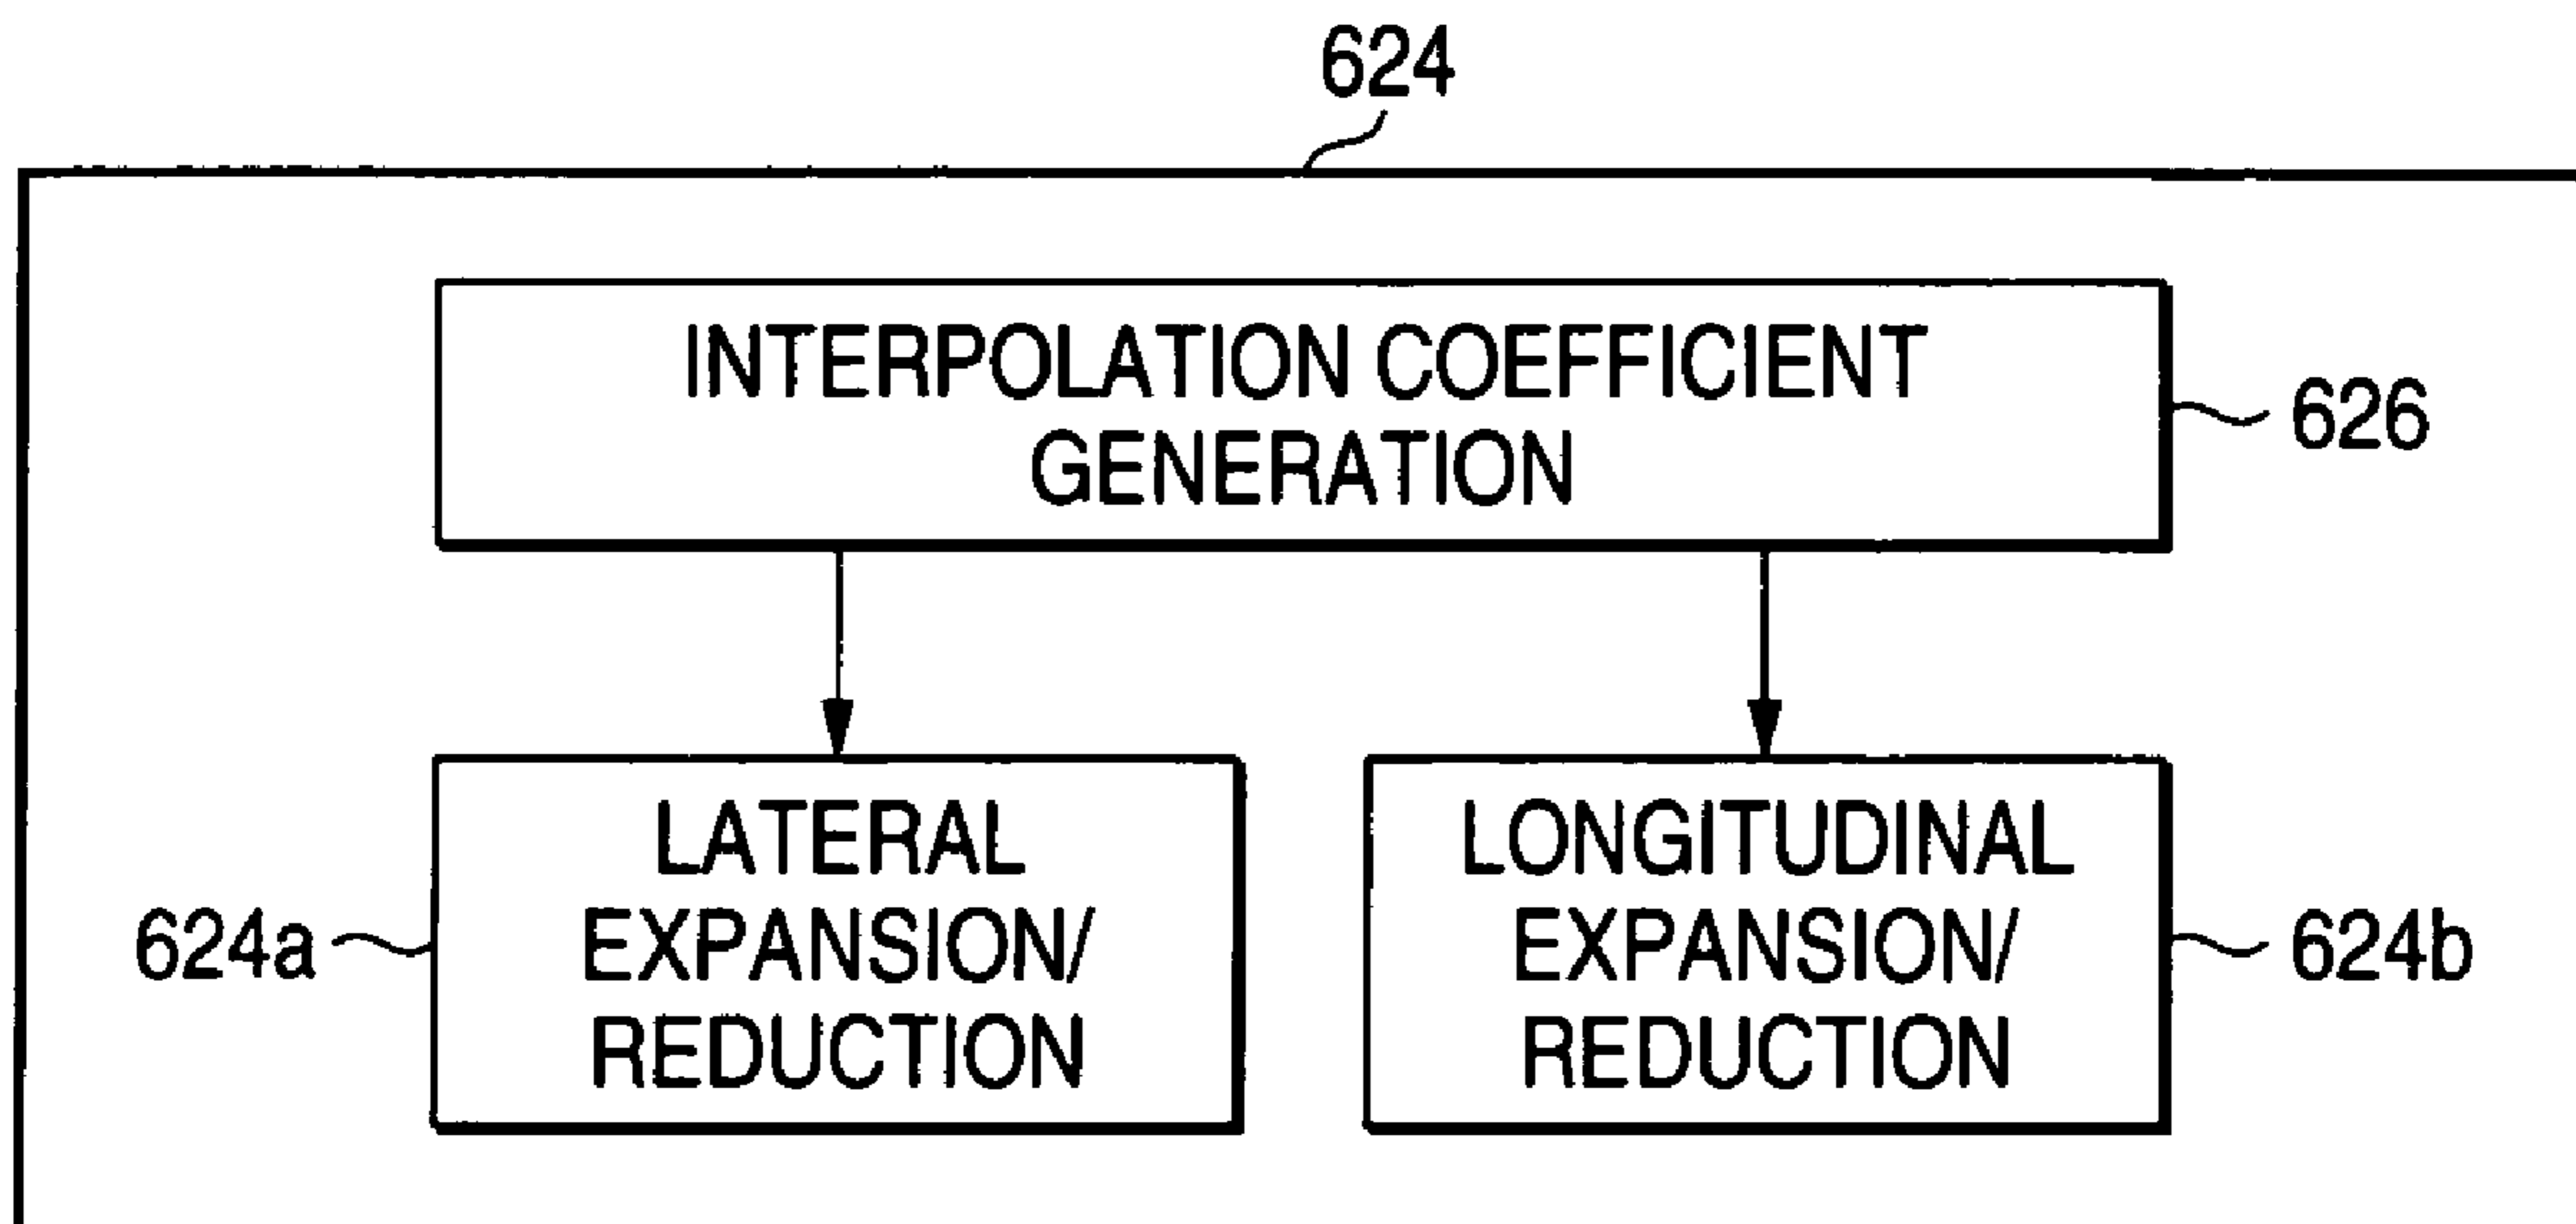 624
INTERPOLATION COEFFICIENT
GENERATION
626
LATERAL
EXPANSION/
REDUCTION
624a
LONGITUDINAL
EXPANSION/
REDUCTION
624b